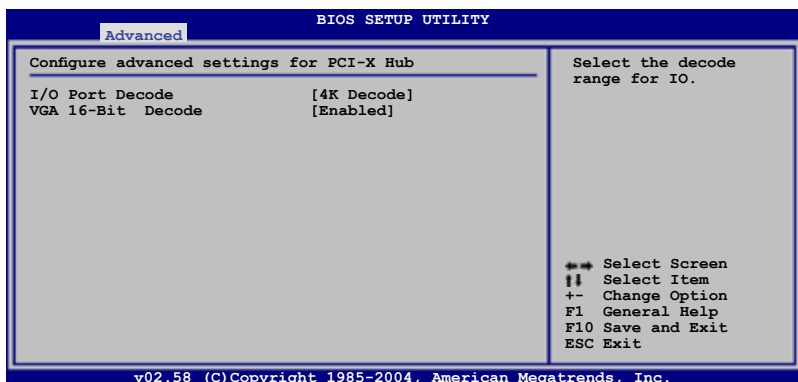 BIOS SETUP UTILITY
Advanced
Configure advanced settings for PCI-X Hub
I/O Port Decode [4K Decode]
VGA 16-Bit Decode [Enabled]
Select the decode
range for IO.
Select Screen
Select Item
+- Change Option
F1 General Help
F10 Save and Exit
ESC Exit
v02.58 (C)Copyright 1985-2004, American Megatrends, Inc.